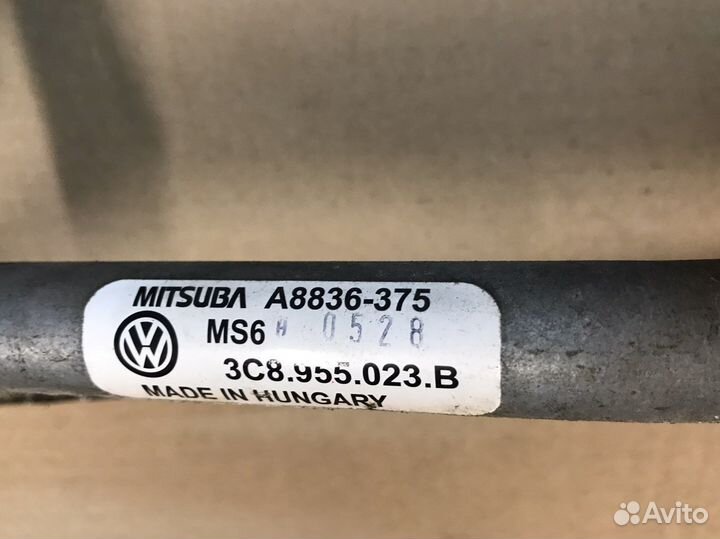 MITSUBA A8836-375
MS6 H 0528
3C8.955.023.B
MADE IN HUNGARY
Avito